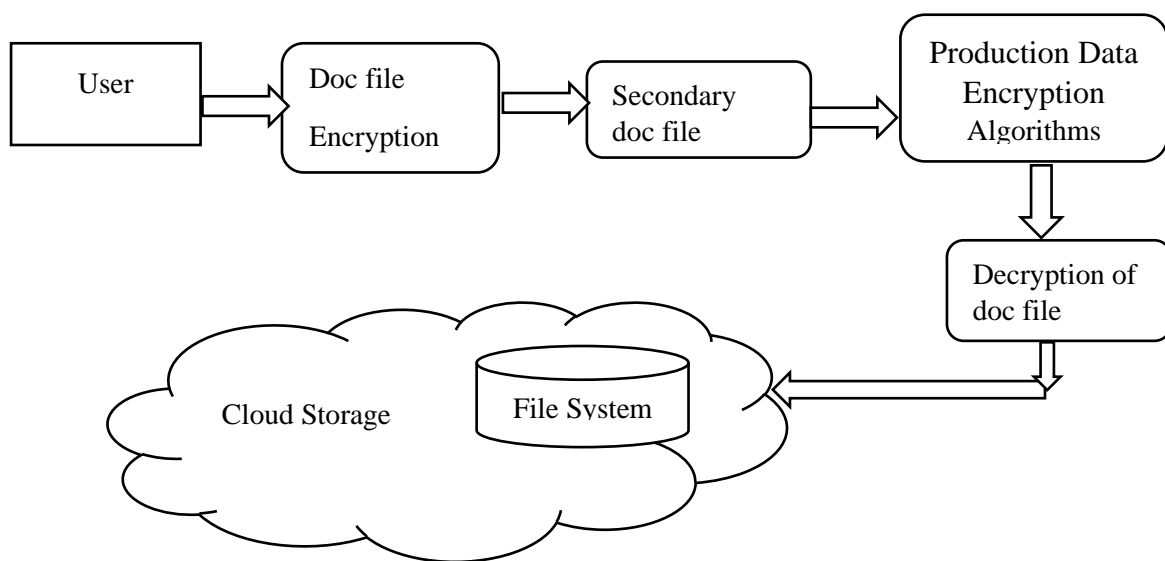 User
Doc file
Encryption
Secondary
doc file
Production Data
Encryption
Algorithms
Decryption of
doc file
Cloud Storage
File System